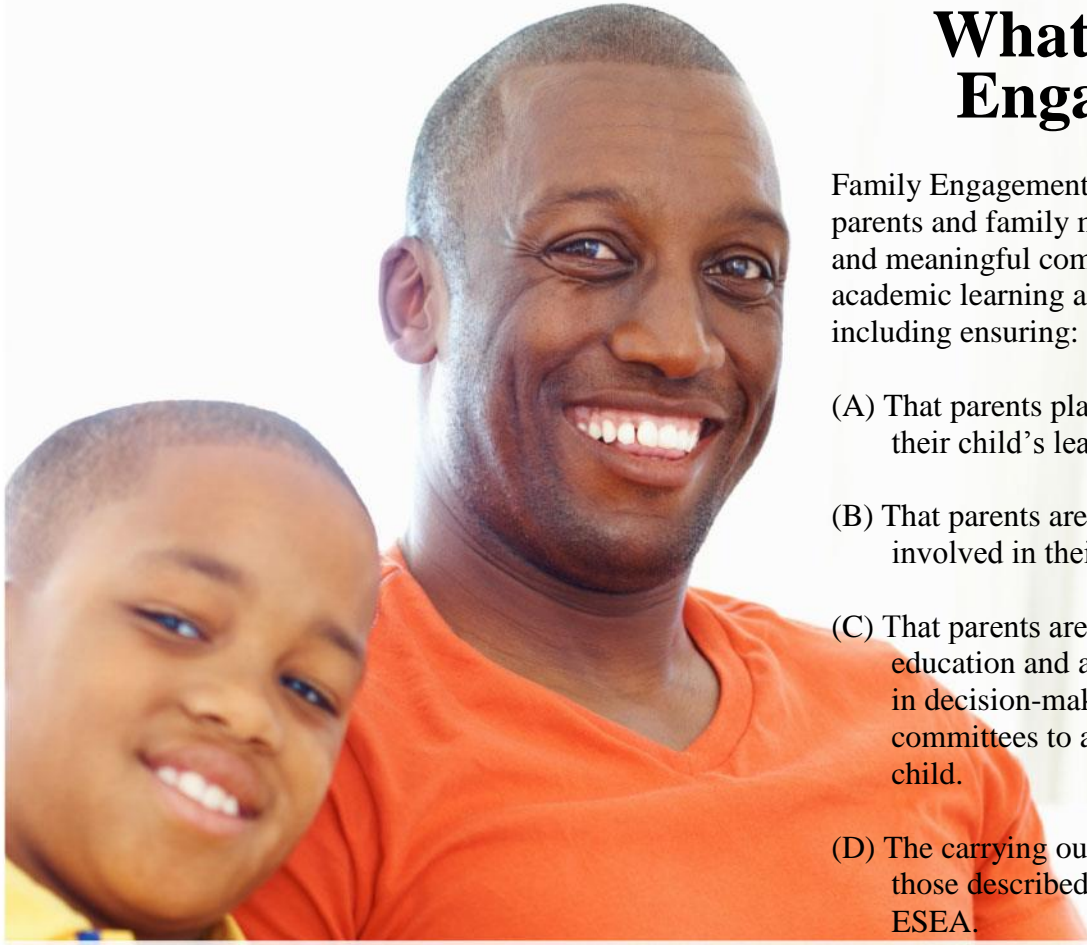 What
Enga
Family Engagement
parents and family m
and meaningful com
academic learning a
including ensuring:
(A) That parents pla
their child’s lea
(B) That parents are
involved in thei
(C) That parents are
education and a
in decision-mak
committees to a
child.
(D) The carrying ou
those described
ESEA.